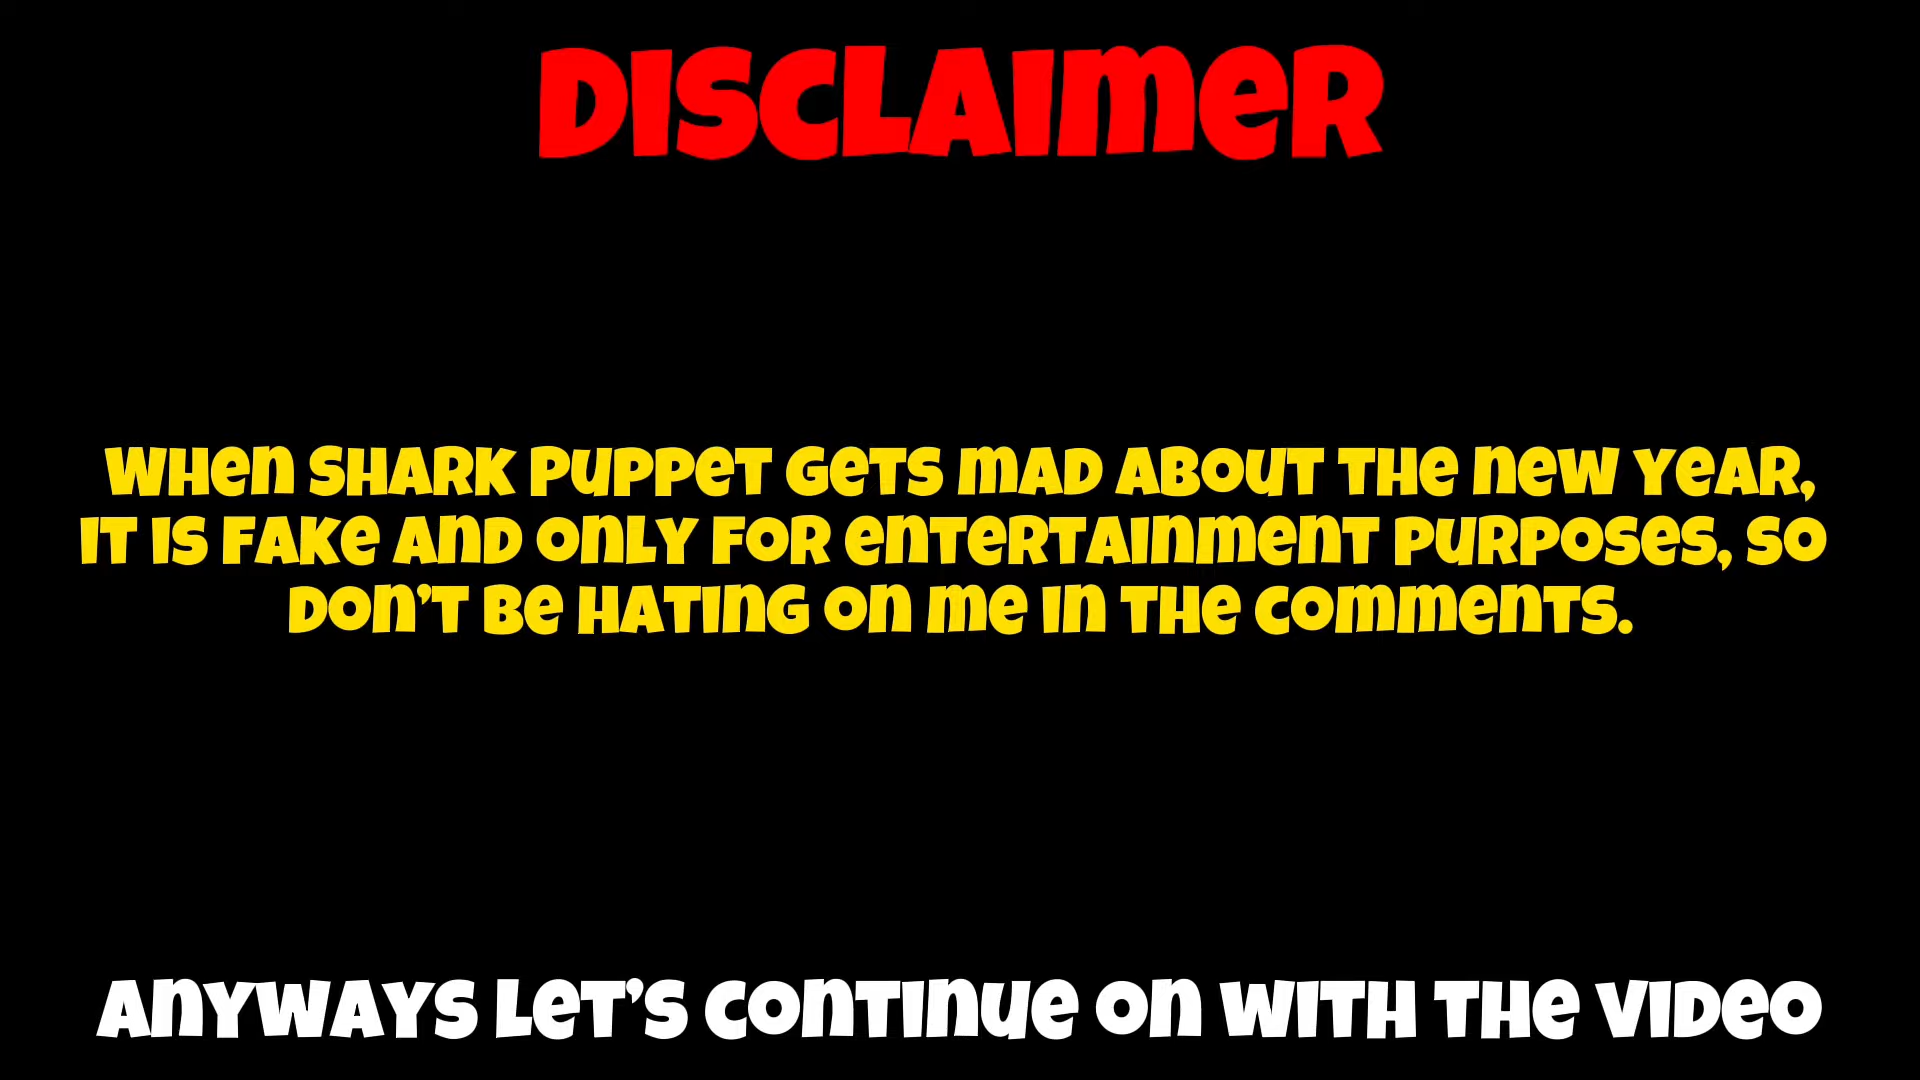 DISCLAIMER
WHEN SHARK PUPPET GETS MAD ABOUT THE NEW YEAR,
IT IS FAKE AND ONLY FOR ENTERTAINMENT PURPOSES, SO
DON'T BE HATING ON ME IN THE COMMENTS.
ANYWAYS LET'S CONTINUE ON WITH THE VIDEO